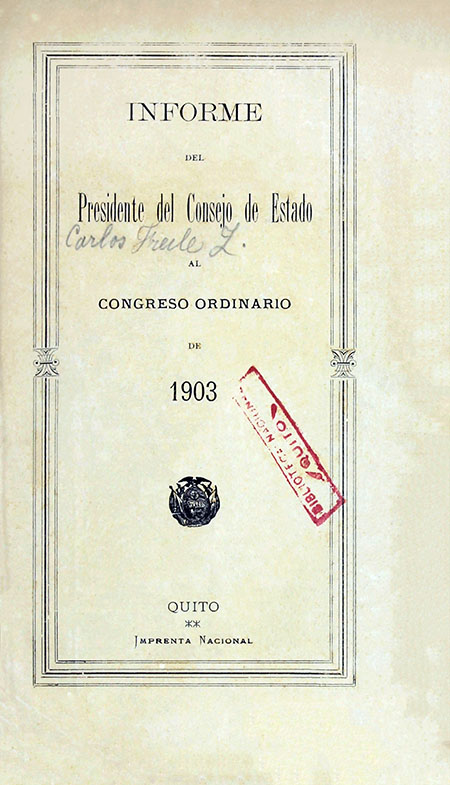 INFORME
DEL
Presidente del Consejo de Estado
Carlos Freile Z.
AL
CONGRESO ORDINARIO
DE
1903
BIBLIOTECA NACIONAL
QUITO
QUITO
IMPRENTA NACIONAL